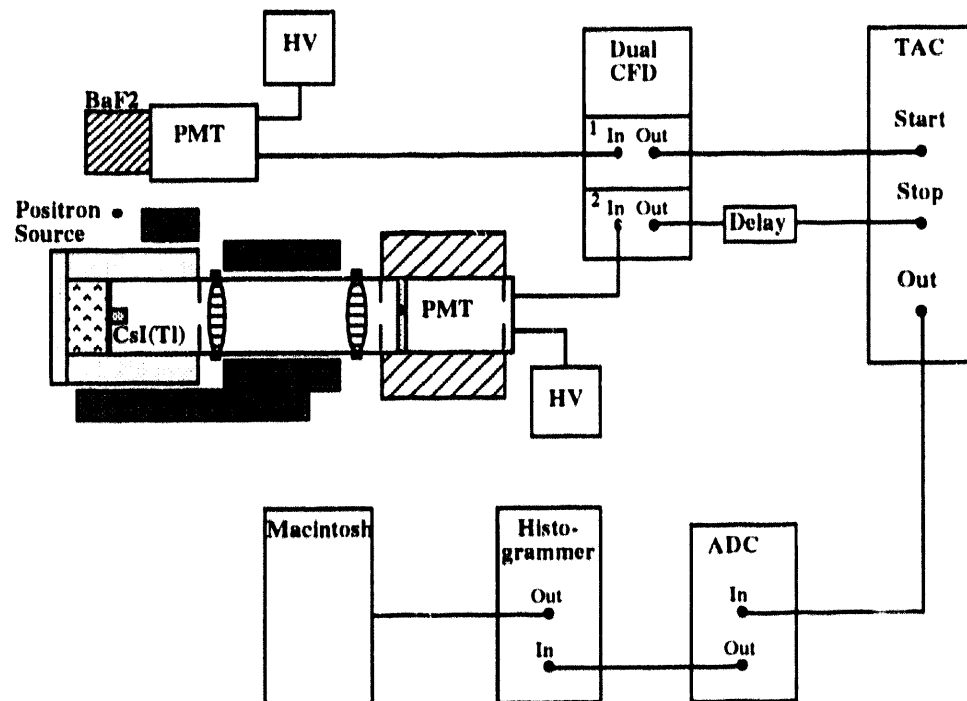 HV
Dual
CFD
TAC
BaF2
PMT
1
In Out
Start
Positron
Source
2
In Out
Delay
Stop
CsI(Tl)
PMT
Out
HV
Macintosh
Histo-
grammer
ADC
Out
In
In
Out